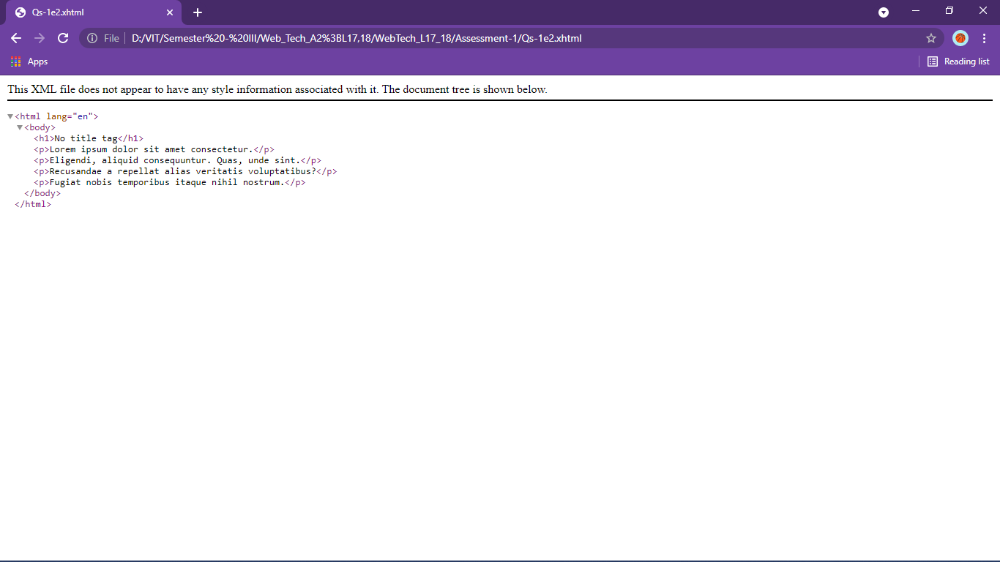 Qs-1e2.xhtml
File D:/VIT/Semester%20-%20III/Web_Tech_A2%3BL17,18/WebTech_L17_18/Assessment-1/Qs-1e2.xhtml
Apps Reading list
This XML file does not appear to have any style information associated with it. The document tree is shown below.
<html lang="en">
<body>
<h1>No title tag</h1>
<p>Lorem ipsum dolor sit amet consectetur.</p>
<p>Eligendi, aliquid consequuntur. Quas, unde sint.</p>
<p>Recusandae a repellat alias veritatis voluptatibus?</p>
<p>Fugiat nobis temporibus itaque nihil nostrum.</p>
</body>
</html>